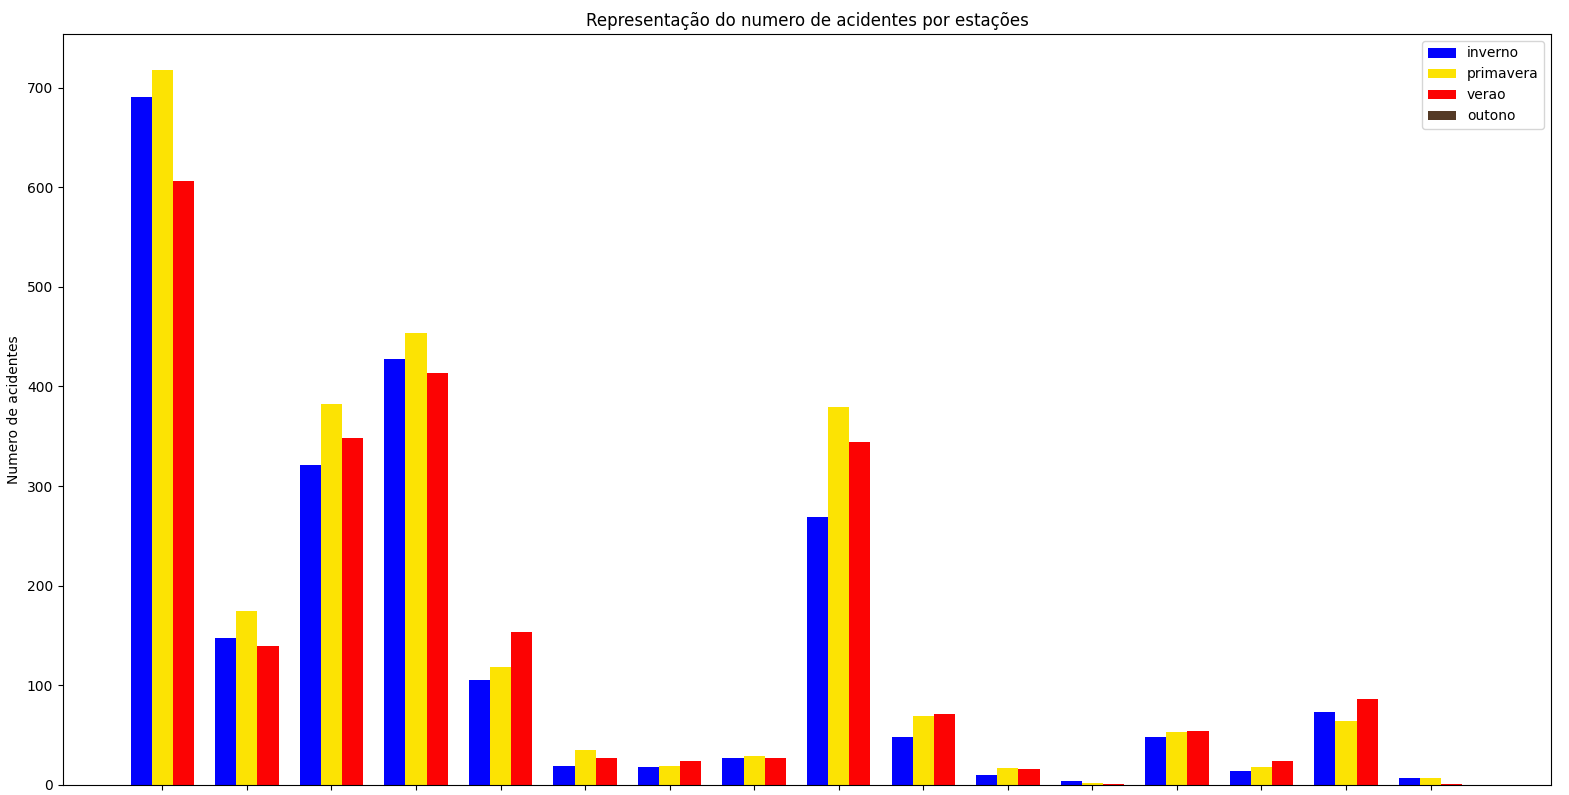 Representação do numero de acidentes por estações
inverno
primavera
verao
outono
Numero de acidentes
700
600
500
400
300
200
100
0